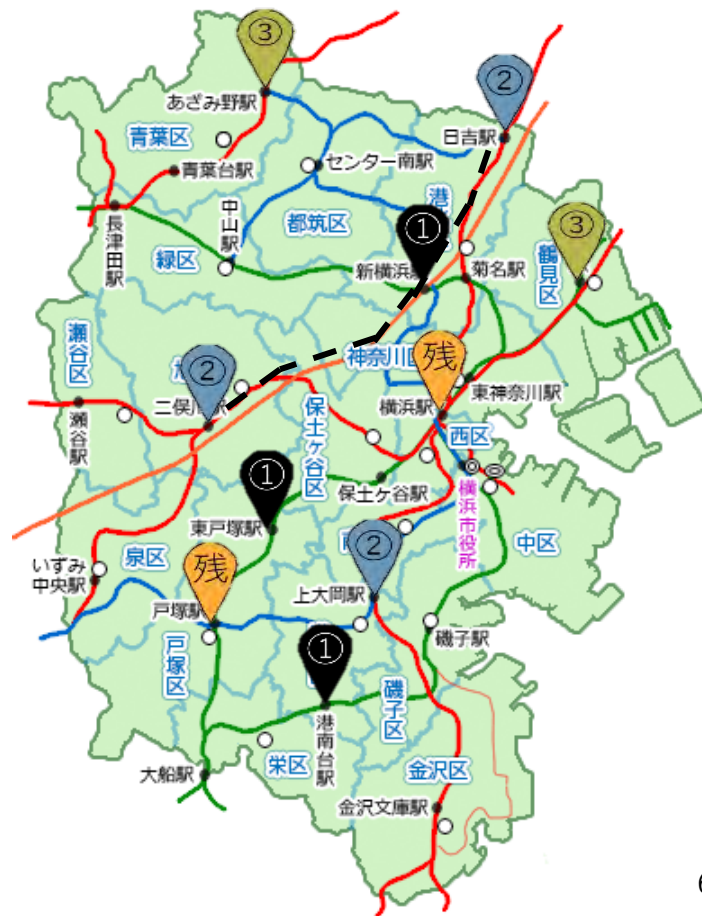 ③
あざみ野駅
②
日吉駅
青葉区
青葉台駅
センター南駅
港
①
③
鶴見区
長津田駅
中山駅
都筑区
緑区
新横浜駅
菊名駅
瀬谷区
神奈川区
残
②
二俣川駅
東神奈川駅
横浜駅
瀬谷駅
保土ヶ谷区
西区
①
保土ヶ谷駅
◎
横浜市役所
東戸塚駅
中区
いずみ
中央駅
泉区
残
②
上大岡駅
戸塚駅
①
磯子駅
戸塚区
磯子区
港南台駅
栄区
大船駅
金沢区
金沢文庫駅
6